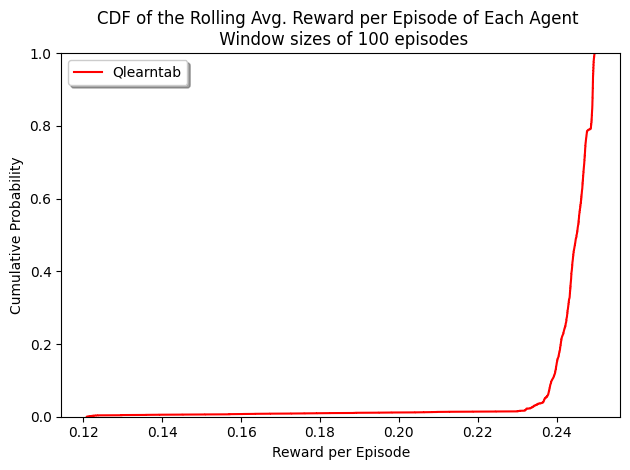 CDF of the Rolling Avg. Reward per Episode of Each Agent
Window sizes of 100 episodes
Qlearntab
Cumulative Probability
1.0
0.8
0.6
0.4
0.2
0.0
0.12 0.14 0.16 0.18 0.20 0.22 0.24
Reward per Episode